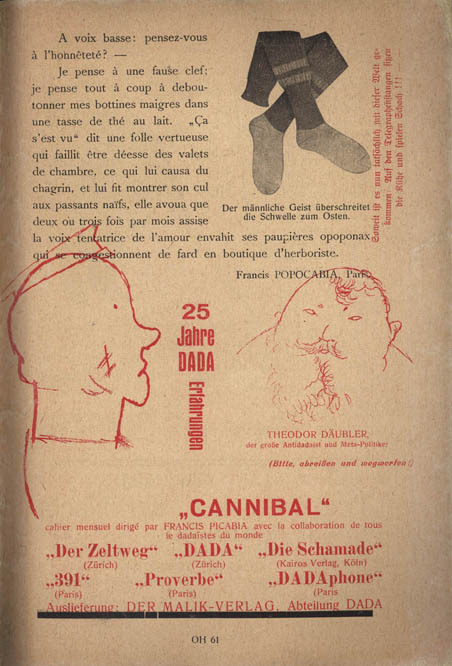 A voix basse: pensez-vous
à l'honnêteté? —
Je pense à une fauſſe clef;
je pense tout à coup à debou-
tonner mes bottines maigres dans
une tasse de thé au lait. „Ça
s'est vu“ dit une folle vertueuse
qui faillit être déesse des valets
de chambre, ce qui lui causa du
chagrin, et lui fit montrer son cul
aux passants naïfs, elle avoua que
deux ou trois fois par mois assise
la voix tentatrice de l'amour envahit ses paupières opoponax
qui se congestionnent de fard en boutique d'herboriste.
Francis POPOCABIA, Paris.
Der männliche Geist überschreitet
die Schwelle zum Osten.
Soweit ist es nun tatsächlich mit dieser Welt ge-
kommen: Auf den Telegraphenstangen sitzen
die Kühe und spielen Schach!!! —
25
Jahre
DADA
Erfahrungen
THEODOR DÄUBLER,
der große Antidadaist und Meta-Politiker
(Bitte, abreißen und wegwerfen!)
„CANNIBAL“
cahier mensuel dirigé par FRANCIS PICABIA avec la collaboration de tous
le dadaïstes du monde
„Der Zeltweg“ „DADA“ „Die Schamade“
(Zürich) (Zürich) (Kairos Verlag, Köln)
„391“ „Proverbe“ „DADAphone“
(Paris) (Paris) (Paris
Auslieferung: DER MALIK-VERLAG, Abteilung DADA
OH 61